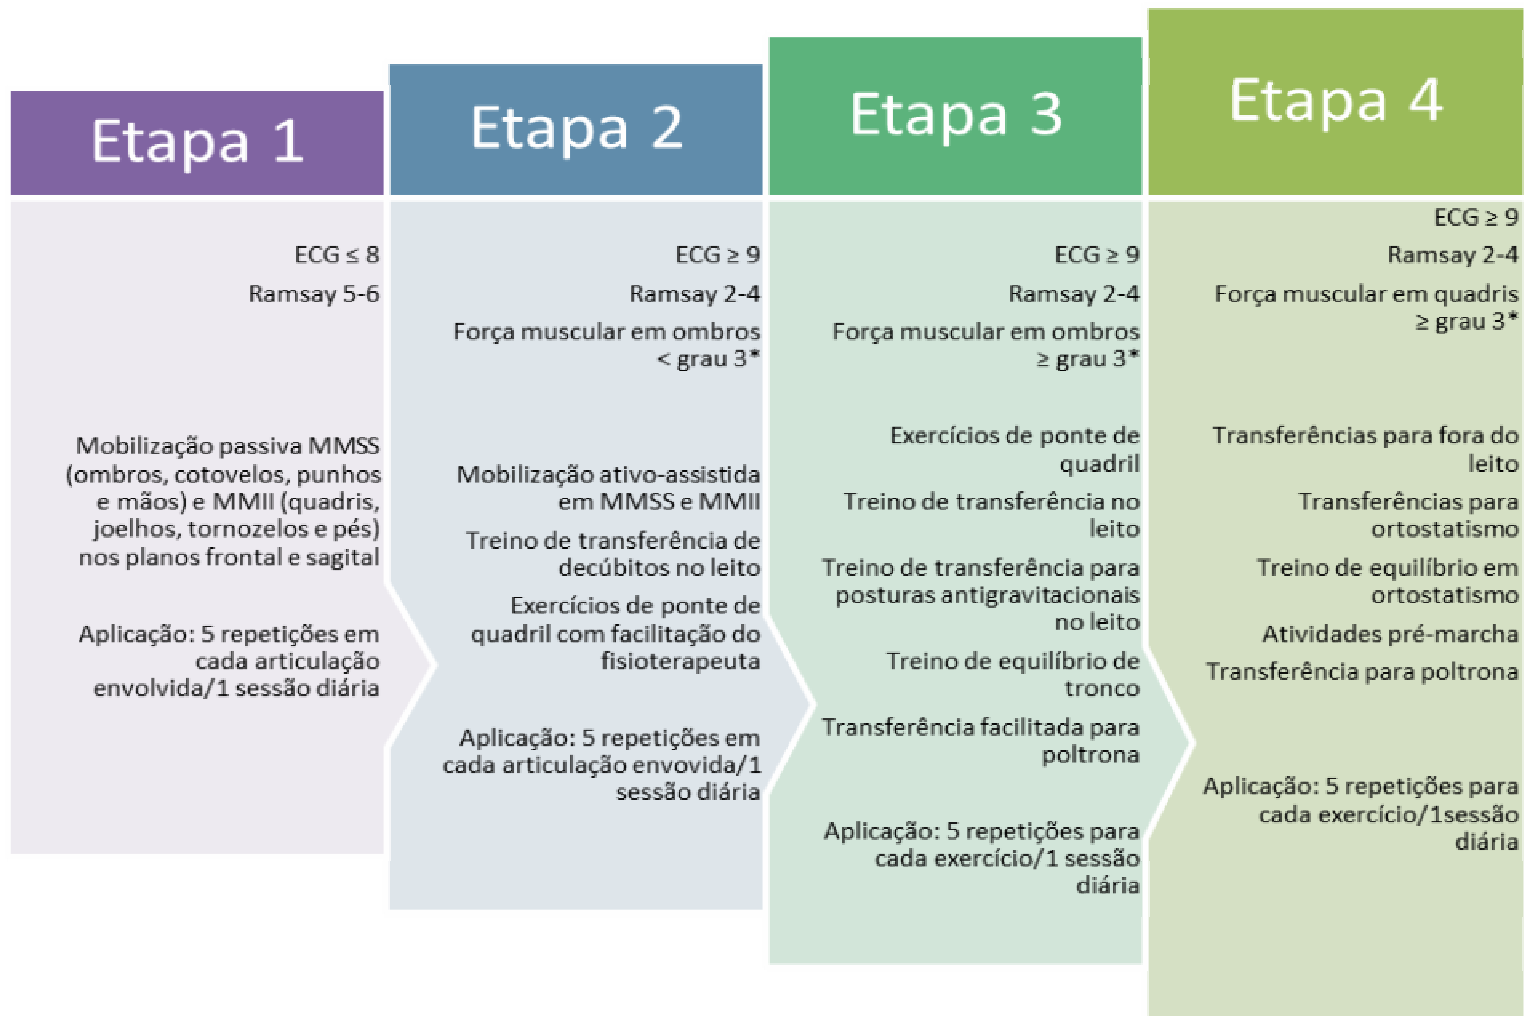 Etapa 1
ECG ≤ 8
Ramsay 5-6
Mobilização passiva MMSS
(ombros, cotovelos, punhos
e mãos) e MMII (quadris,
joelhos, tornozelos e pés)
nos planos frontal e sagital
Aplicação: 5 repetições em
cada articulação
envolvida/1 sessão diária
Etapa 2
ECG ≥ 9
Ramsay 2-4
Força muscular em ombros
< grau 3*
Mobilização ativo-assistida
em MMSS e MMII
Treino de transferência de
decúbitos no leito
Exercícios de ponte de
quadril com facilitação do
fisioterapeuta
Aplicação: 5 repetições em
cada articulação envovida/1
sessão diária
Etapa 3
ECG ≥ 9
Ramsay 2-4
Força muscular em ombros
≥ grau 3*
Exercícios de ponte de
quadril
Treino de transferência no
leito
Treino de transferência para
posturas antigravitacionais
no leito
Treino de equilíbrio de
tronco
Transferência facilitada para
poltrona
Aplicação: 5 repetições para
cada exercício/1 sessão
diária
Etapa 4
ECG ≥ 9
Ramsay 2-4
Força muscular em quadris
≥ grau 3*
Transferências para fora do
leito
Transferências para
ortostatismo
Treino de equilíbrio em
ortostatismo
Atividades pré-marcha
Transferência para poltrona
Aplicação: 5 repetições para
cada exercício/1sessão
diária